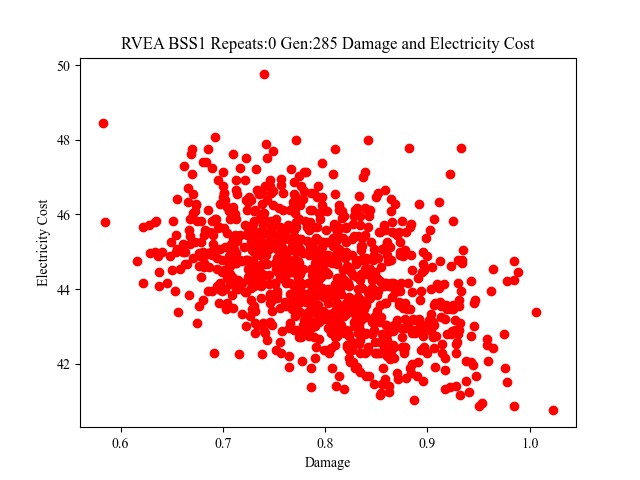 RVEA BSS1 Repeats:0 Gen:285 Damage and Electricity Cost
50
48
46
44
42
Electricity Cost
0.6 0.7 0.8 0.9 1.0
Damage